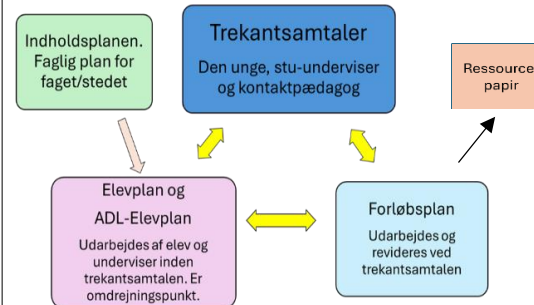 Indholdsplanen.
Faglig plan for
faget/stedet
Trekantsamtaler
Den unge, stu-underviser
og kontaktpædagog
Ressource
papir
Elevplan og
ADL-Elevplan
Udarbejdes af elev og
underviser inden
trekantsamtalen. Er
omdrejningspunkt.
Forløbsplan
Udarbejdes og
revideres ved
trekantsamtalen